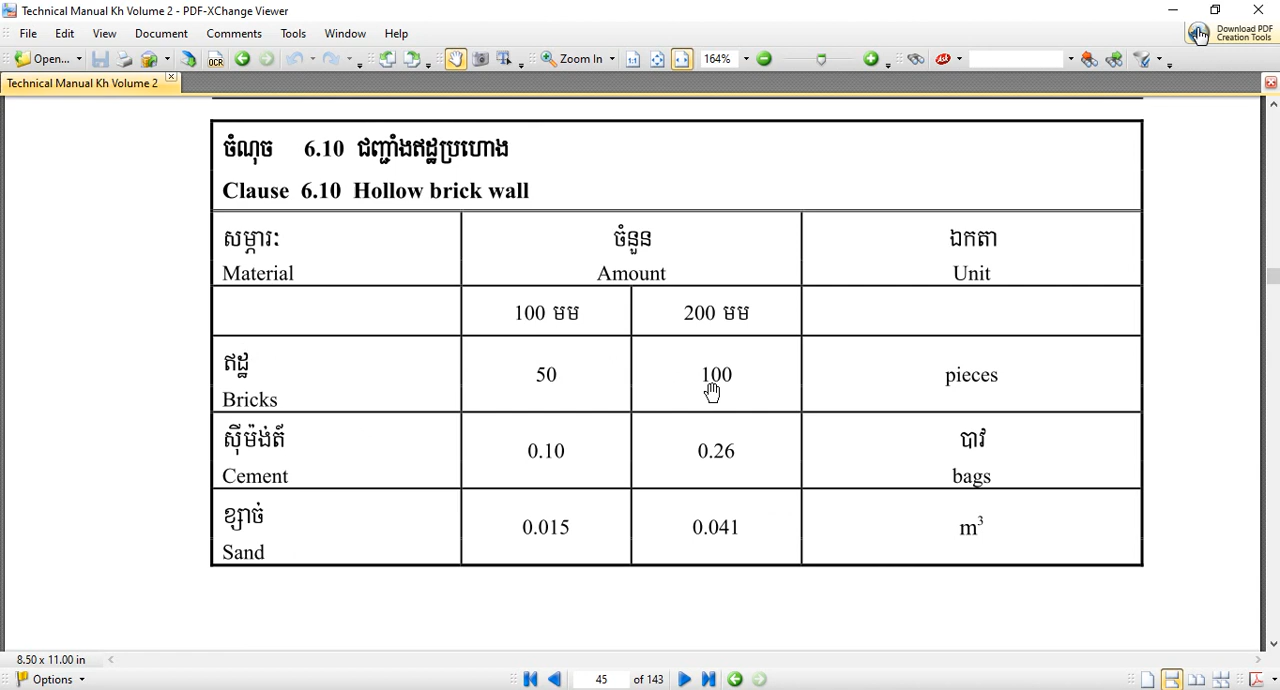 Technical Manual Kh Volume 2 - PDF-XChange Viewer
File Edit View Document Comments Tools Window Help
Download PDF
Creation Tools
Open... OCR Zoom In 164%
Technical Manual Kh Volume 2
ចំណុច 6.10 ជញ្ជាំងឥដ្ឋប្រហោង
Clause 6.10 Hollow brick wall
សម្ភារៈ ចំនួន ឯកតា
Material Amount Unit
100 មម 200 មម
ឥដ្ឋ
50 100 pieces
Bricks
ស៊ីម៉ង់ត៍ បាវ
0.10 0.26
Cement bags
ខ្សាច់
0.015 0.041 m³
Sand
8.50 x 11.00 in
Options 45 of 143